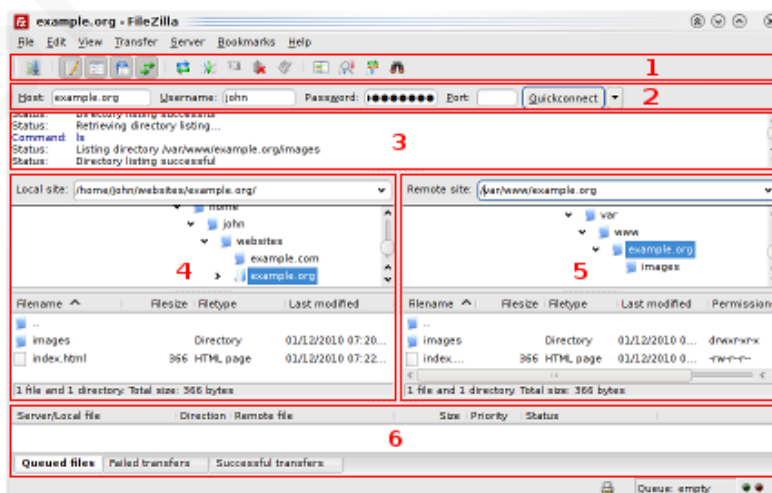 example.org - FileZilla
File Edit View Transfer Server Bookmarks Help
1
Host: example.org Username: john Password: ●●●●●●●●● Port: Quickconnect
2
Status: Directory listing successful
Status: Retrieving directory listing...
Command: ls
Status: Listing directory /var/www/example.org/images
Status: Directory listing successful
3
Local site: /home/john/websites/example.org/
home
john
websites
example.com
example.org
4
Filename Filesize Filetype Last modified
..
images Directory 01/12/2010 07:20...
index.html 366 HTML page 01/12/2010 07:22...
1 file and 1 directory. Total size: 366 bytes
Remote site: /var/www/example.org
var
www
example.org
images
5
Filename Filesize Filetype Last modified Permission
..
images Directory 01/12/2010 0... drwxr-xr-x
index.... 366 HTML page 01/12/2010 0... -rw-r--r--
1 file and 1 directory. Total size: 366 bytes
Server/Local file Direction Remote file Size Priority Status
6
Queued files Failed transfers Successful transfers
Queue: empty